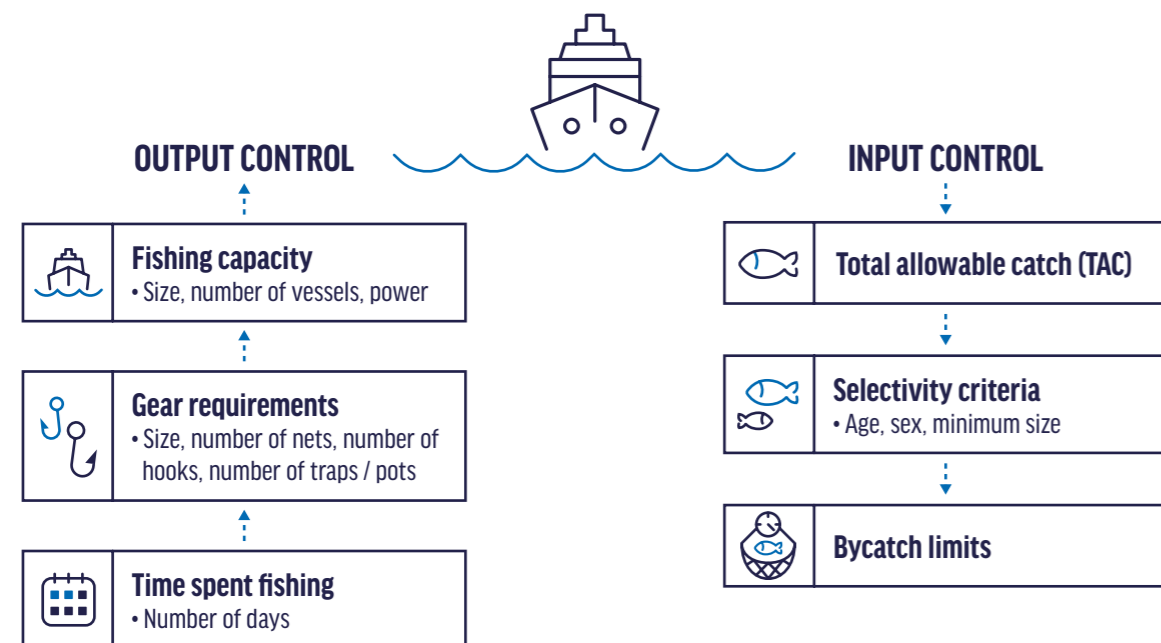 OUTPUT CONTROL
Fishing capacity
• Size, number of vessels, power
Gear requirements
• Size, number of nets, number of
hooks, number of traps / pots
Time spent fishing
• Number of days
INPUT CONTROL
Total allowable catch (TAC)
Selectivity criteria
• Age, sex, minimum size
Bycatch limits